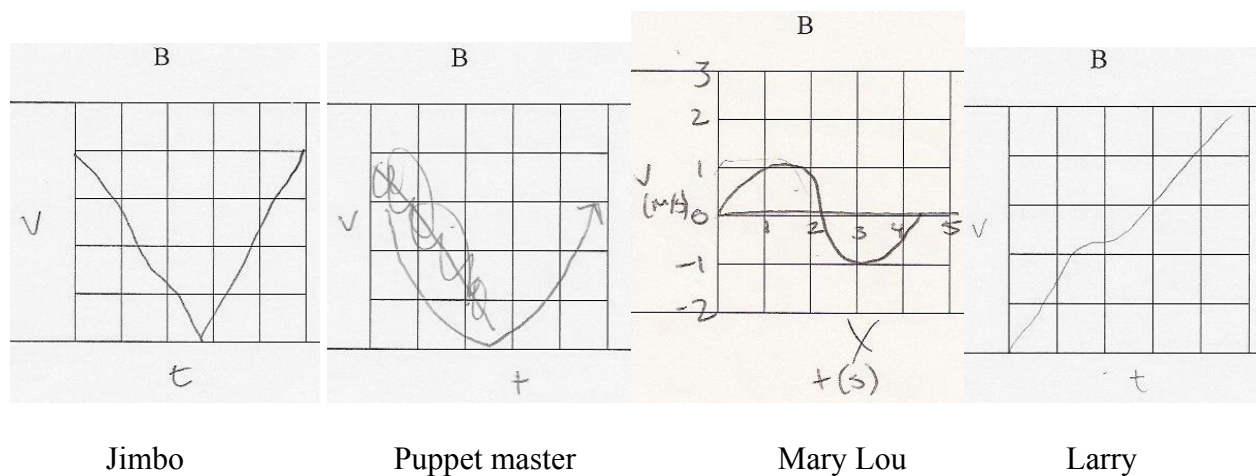 B
V
t
Jimbo
B
V
t
Puppet master
B
3
2
1
0
-1
-2
V
(m/s)
1 2 3 4 5
t(s)
Mary Lou
B
V
t
Larry